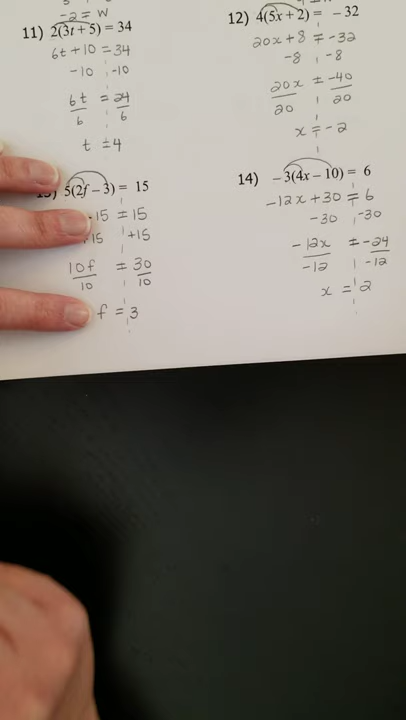 -2 = w
11) 2(3t + 5) = 34
6t + 10 = 34
-10 -10
6t = 24
6 6
t = 4
12) 4(5x + 2) = - 32
20x + 8 = -32
-8 -8
20x = -40
20 20
x = -2
5(2f - 3) = 15
-15 = 15
+15 +15
10f = 30
10 10
f = 3
14) - 3(4x - 10) = 6
-12x + 30 = 6
-30 -30
-12x = -24
-12 -12
x = 2